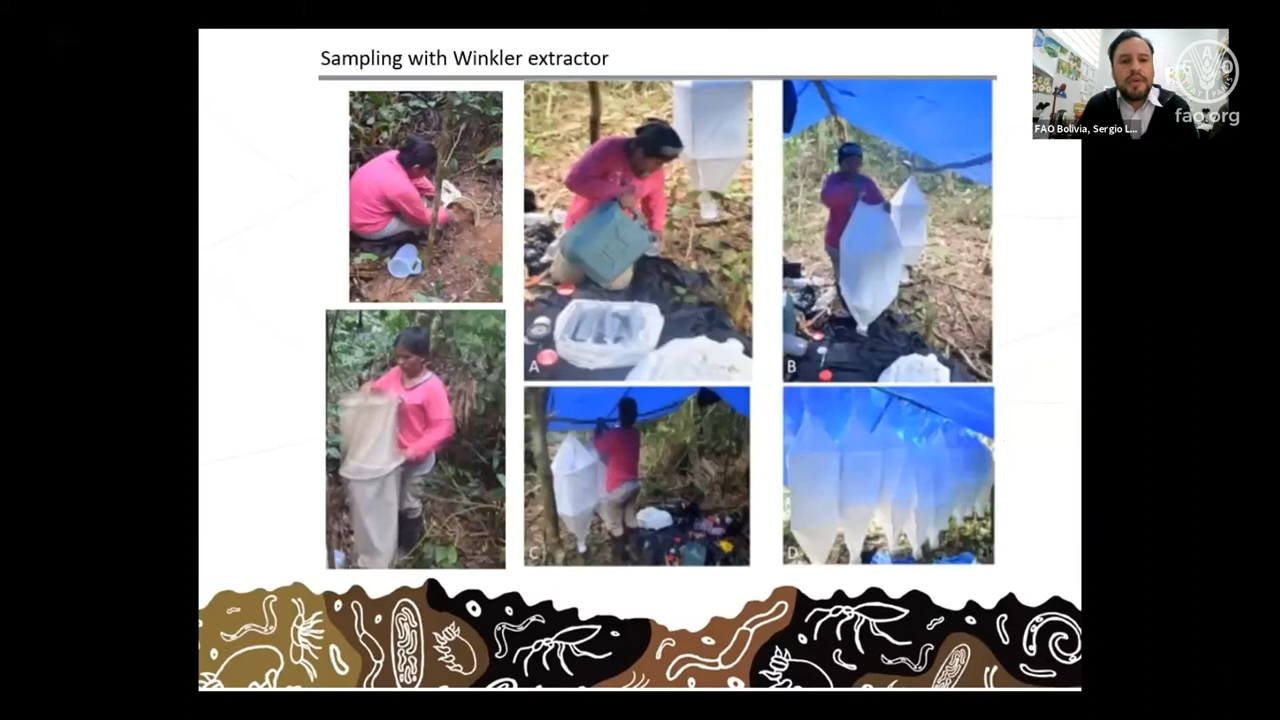 Sampling with Winkler extractor
FAO Bolivia, Sergio L...
fao.org
A
B
C
D